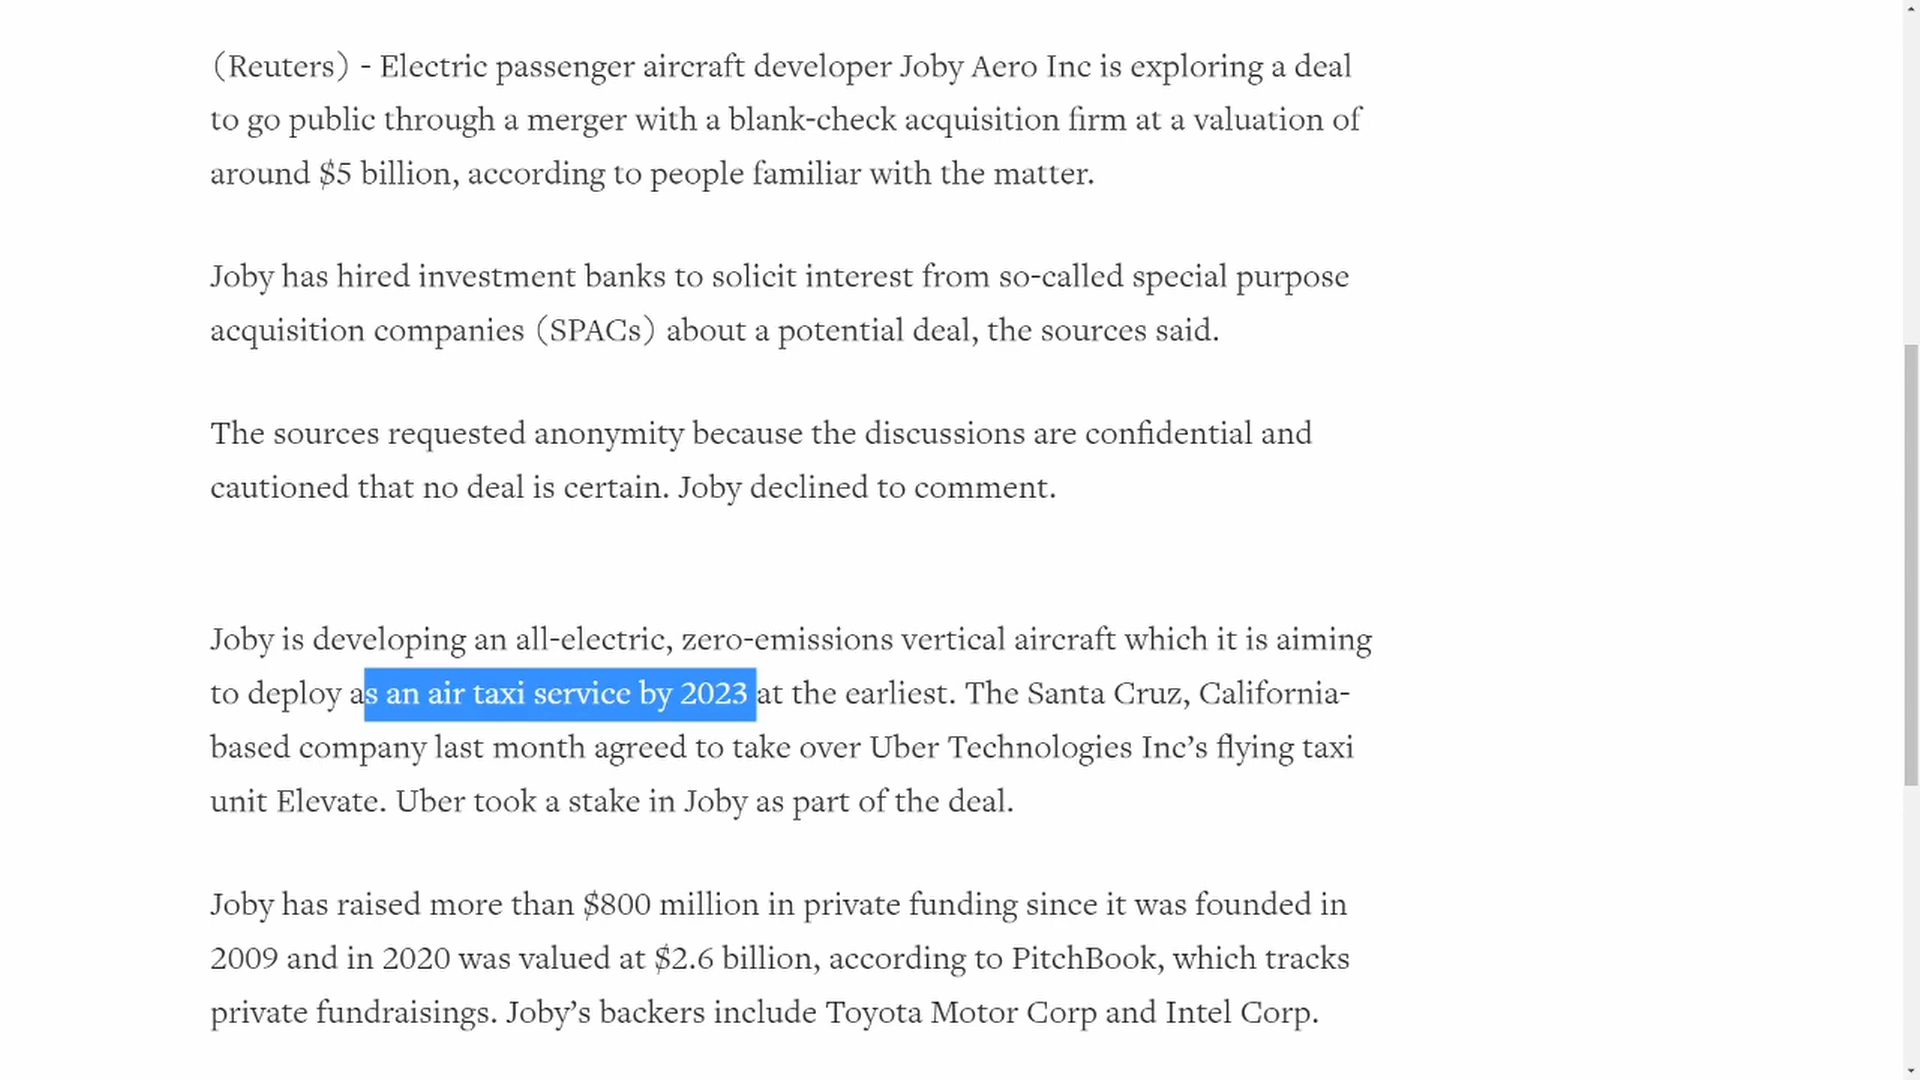 (Reuters) - Electric passenger aircraft developer Joby Aero Inc is exploring a deal
to go public through a merger with a blank-check acquisition firm at a valuation of
around $5 billion, according to people familiar with the matter.
Joby has hired investment banks to solicit interest from so-called special purpose
acquisition companies (SPACs) about a potential deal, the sources said.
The sources requested anonymity because the discussions are confidential and
cautioned that no deal is certain. Joby declined to comment.
Joby is developing an all-electric, zero-emissions vertical aircraft which it is aiming
to deploy as an air taxi service by 2023 at the earliest. The Santa Cruz, California-
based company last month agreed to take over Uber Technologies Inc’s flying taxi
unit Elevate. Uber took a stake in Joby as part of the deal.
Joby has raised more than $800 million in private funding since it was founded in
2009 and in 2020 was valued at $2.6 billion, according to PitchBook, which tracks
private fundraisings. Joby’s backers include Toyota Motor Corp and Intel Corp.